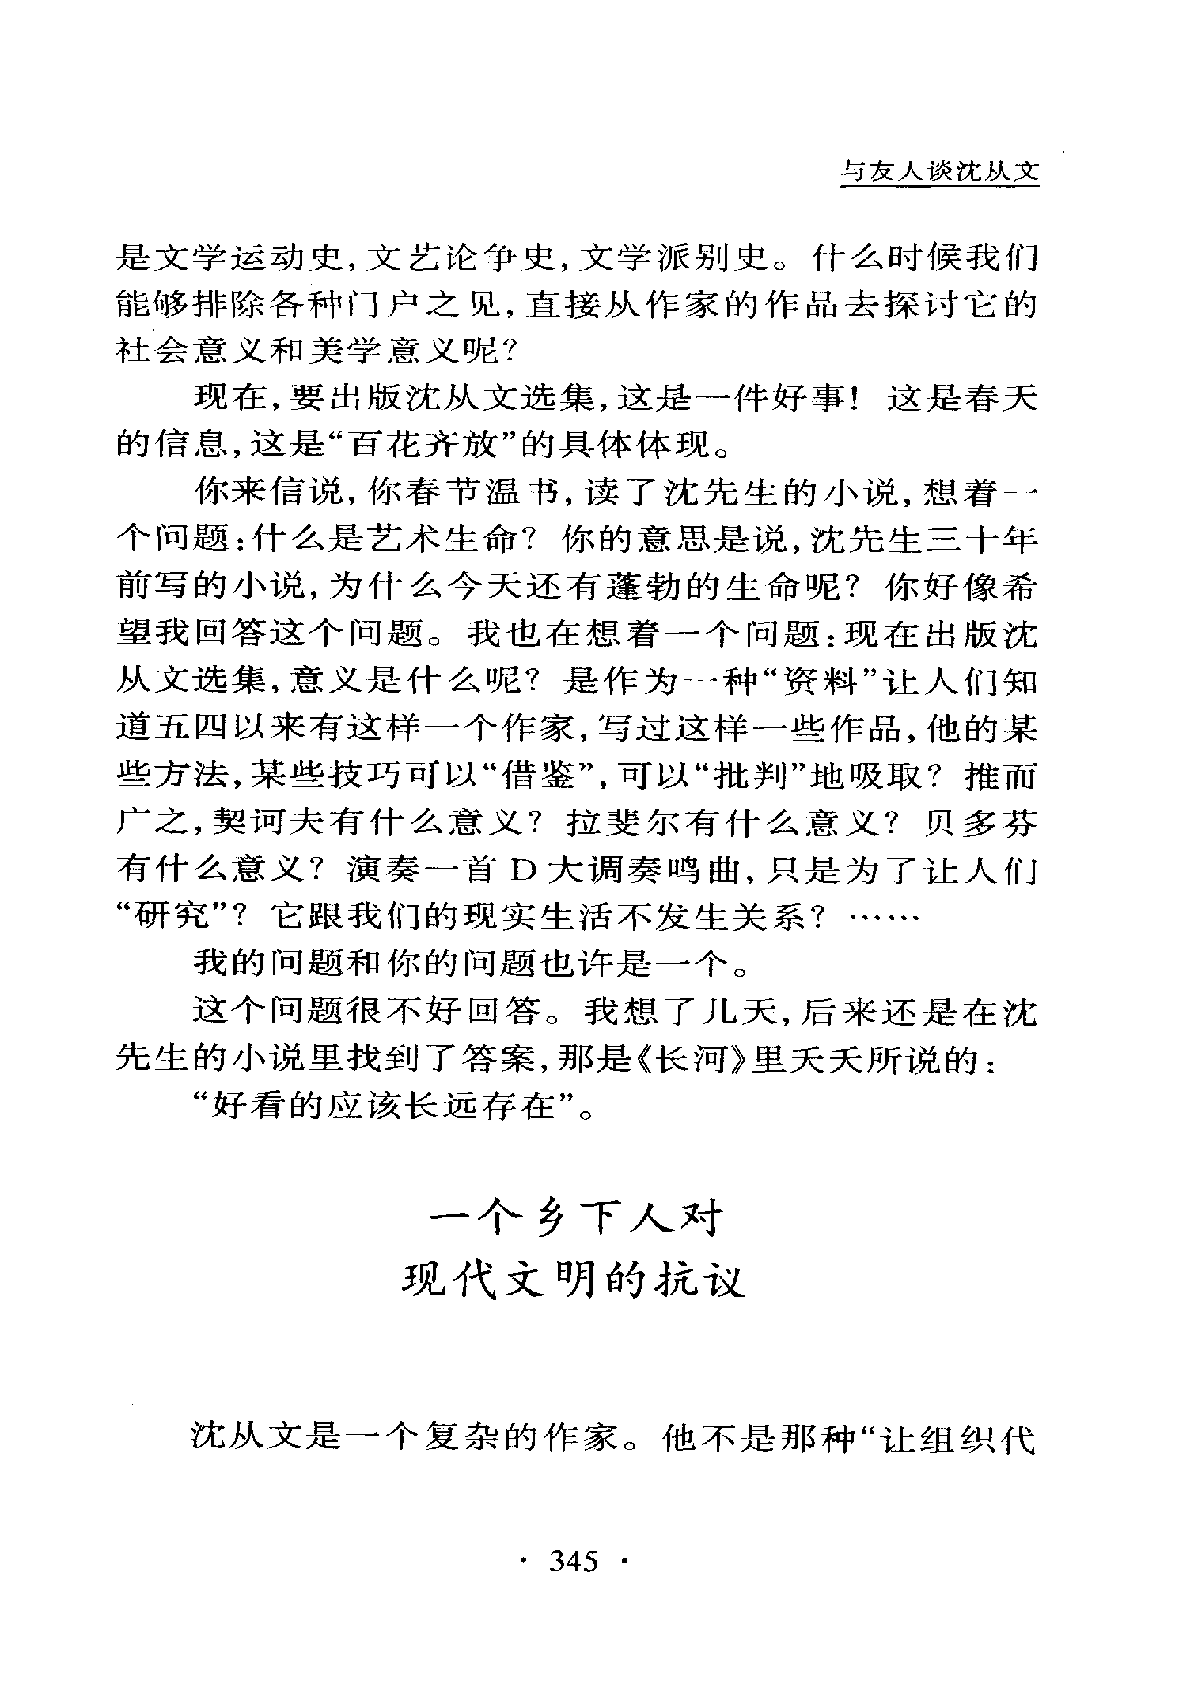 与友人谈沈从文
是文学运动史,文艺论争史,文学派别史。什么时候我们
能够排除各种门户之见,直接从作家的作品去探讨它的
社会意义和美学意义呢?
现在,要出版沈从文选集,这是一件好事! 这是春天
的信息,这是“百花齐放”的具体体现。
你来信说,你春节温书,读了沈先生的小说,想着一
个问题:什么是艺术生命? 你的意思是说,沈先生三十年
前写的小说,为什么今天还有蓬勃的生命呢? 你好像希
望我回答这个问题。我也在想着一个问题:现在出版沈
从文选集,意义是什么呢? 是作为一种“资料”让人们知
道五四以来有这样一个作家,写过这样一些作品,他的某
些方法,某些技巧可以“借鉴”,可以“批判”地吸取? 推而
广之,契诃夫有什么意义? 拉斐尔有什么意义? 贝多芬
有什么意义? 演奏一首 D 大调奏鸣曲,只是为了让人们
“研究”? 它跟我们的现实生活不发生关系? ……
我的问题和你的问题也许是一个。
这个问题很不好回答。我想了几天,后来还是在沈
先生的小说里找到了答案,那是《长河》里夭夭所说的:
“好看的应该长远存在”。
一个乡下人对
现代文明的抗议
沈从文是一个复杂的作家。他不是那种“让组织代
· 345 ·